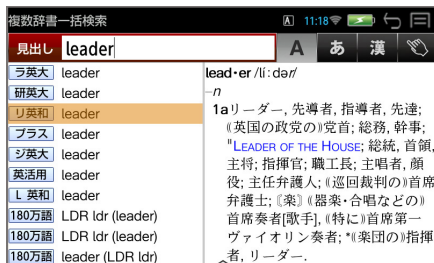 複数辞書一括検索 A 11:18
見出し leader A あ 漢
ラ英大 leader
研英大 leader
リ英和 leader
プラス leader
ジ英大 leader
英活用 leader
L 英和 leader
180万語 LDR ldr (leader)
180万語 LDR ldr (leader)
180万語 leader (LDR ldr)
lead・er /líːdər/
–n
1a リーダー, 先導者, 指導者, 先達;
《英国の政党の》党首; 総務, 幹事;
"LEADER OF THE HOUSE; 総統, 首領,
主将; 指揮官; 職工長; 主唱者, 顔
役; 主任弁護人; 《巡回裁判の》首席
弁護士; 〘楽〙《器楽・合唱などの》
首席奏者[歌手], 《特に》首席第一
ヴァイオリン奏者; *《楽団の》指揮
者, リーダー.